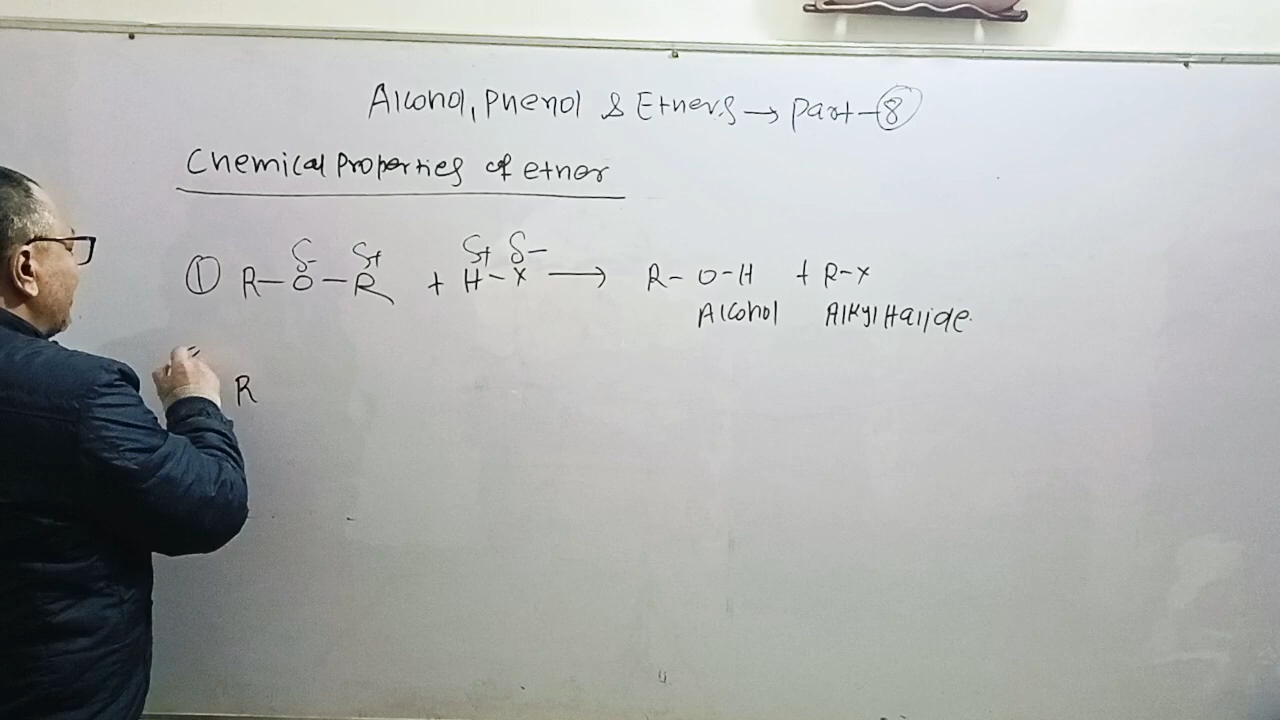 Alcohol, Phenol & Ethers → Part-⑧
Chemical Properties of ether
δ- δ+ δ+ δ-
① R-O-R + H-X → R-O-H + R-X
Alcohol Alkyl Halide
R